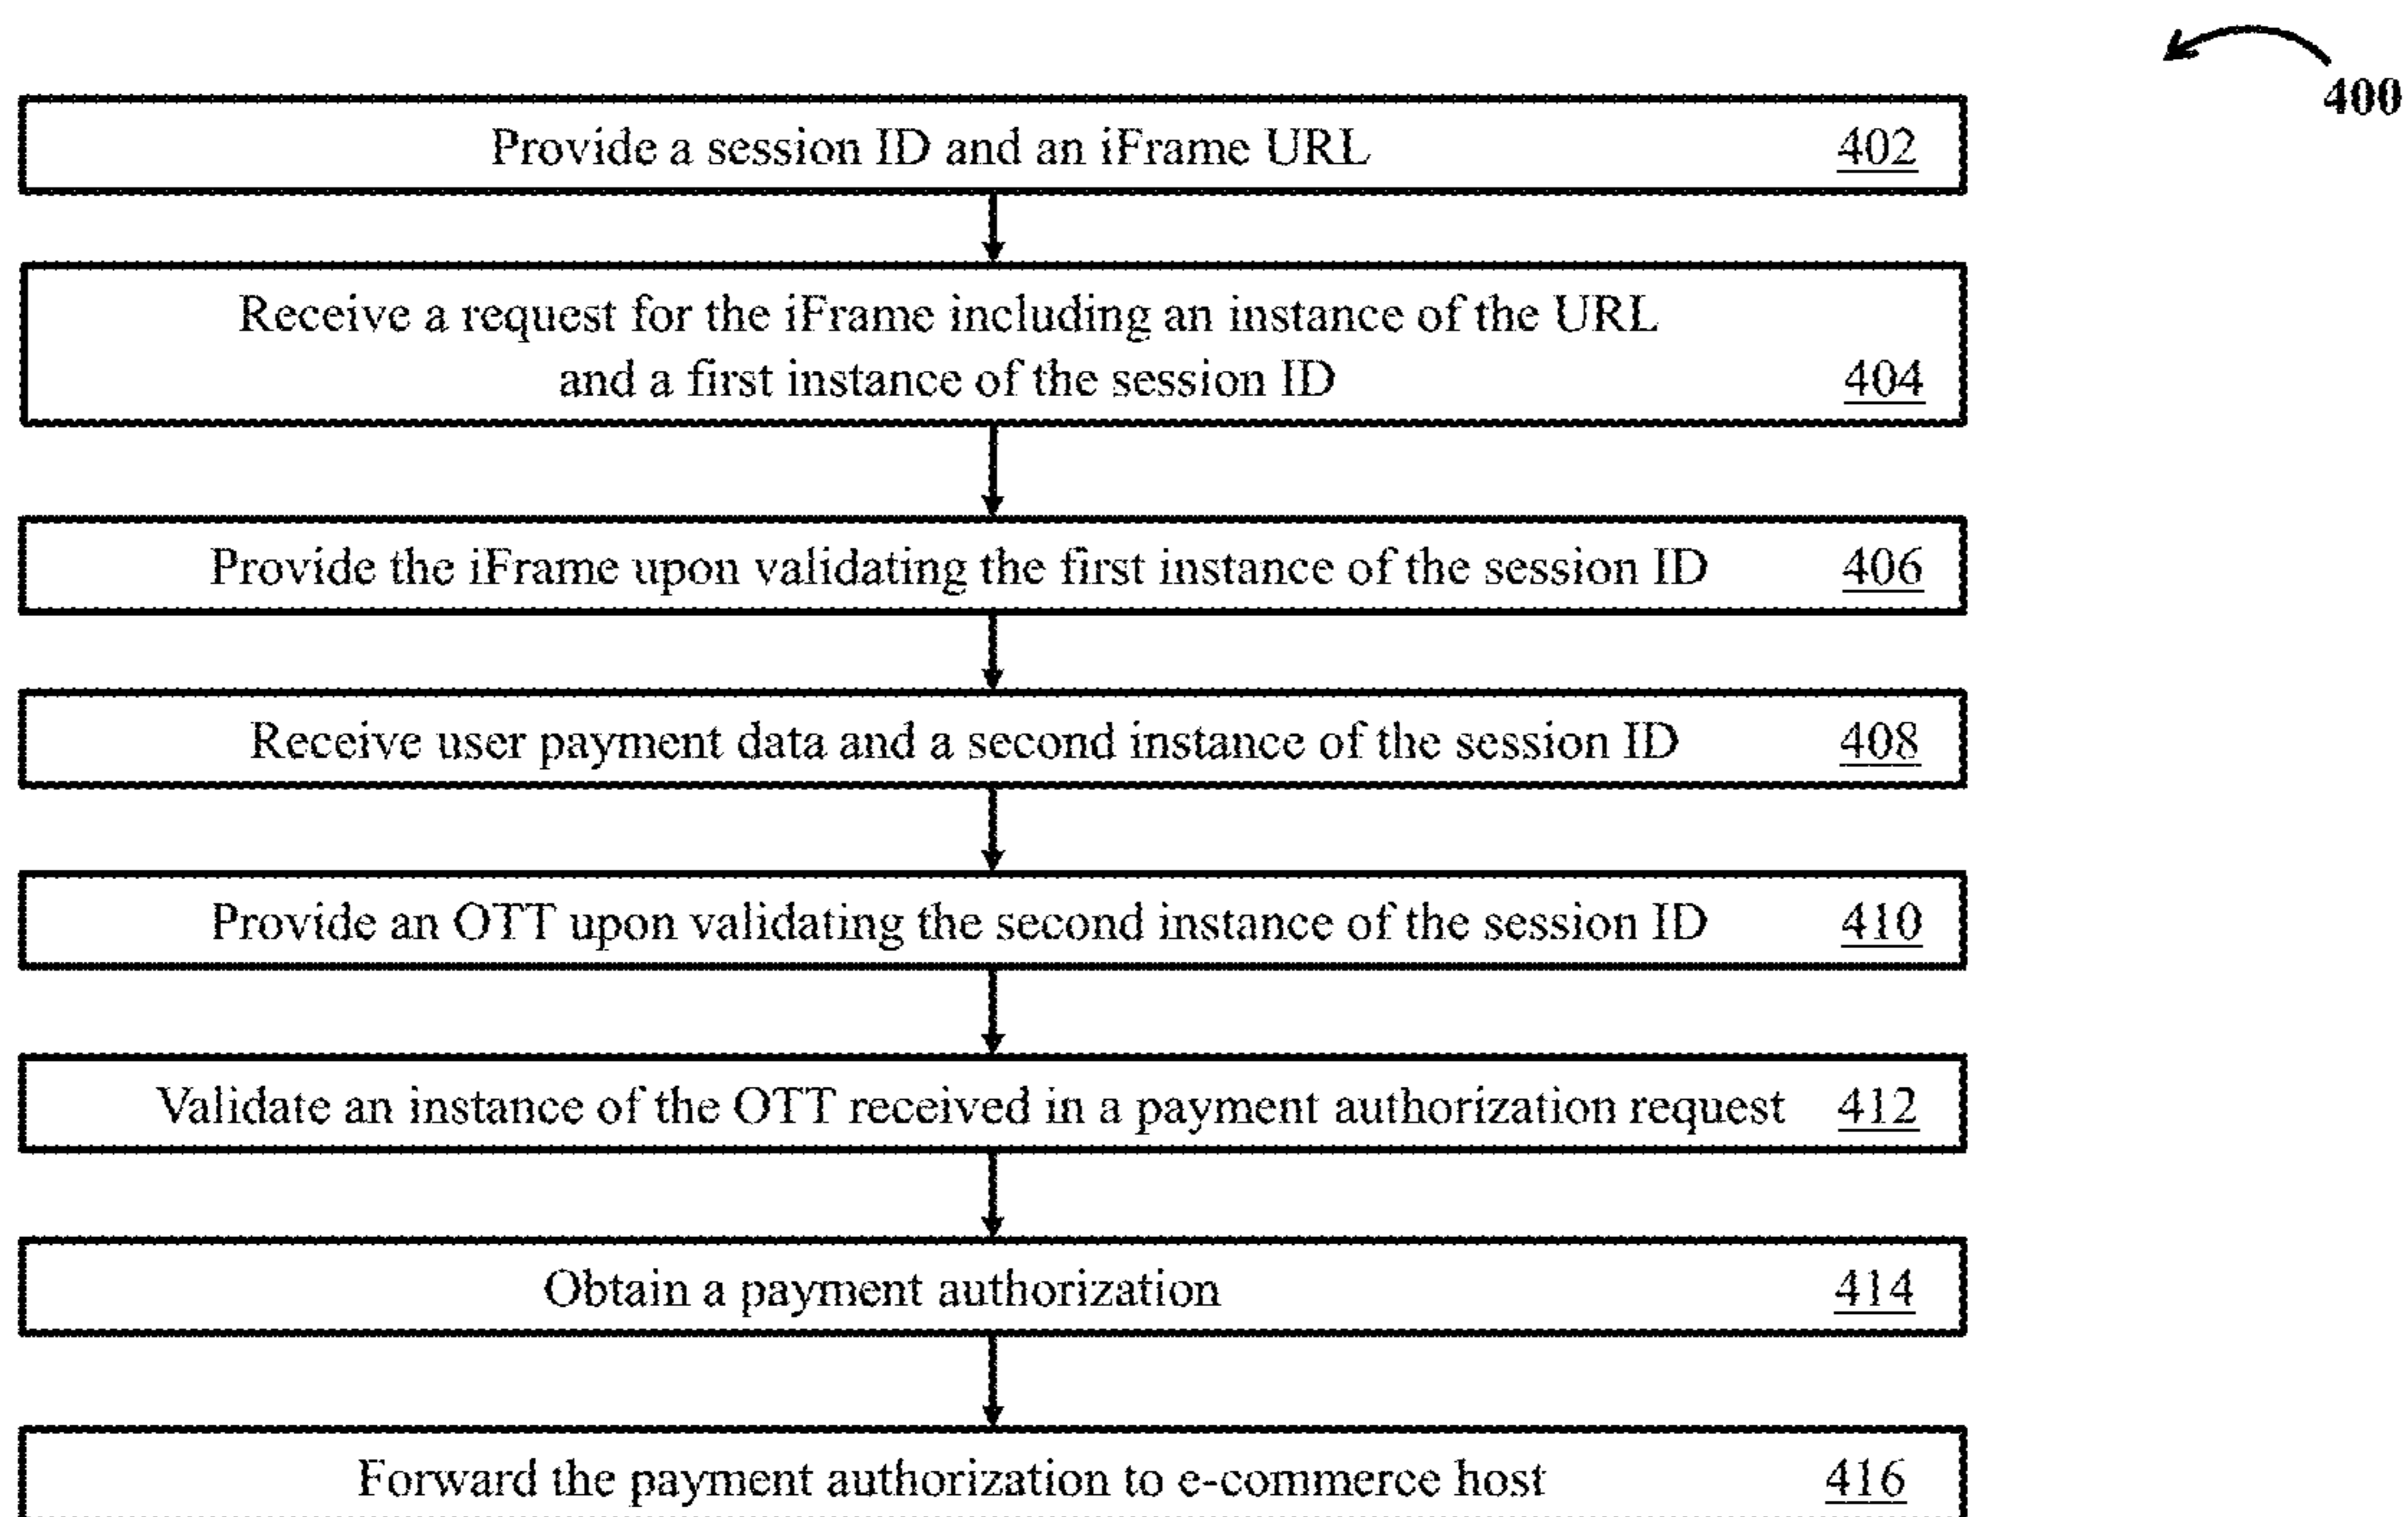 400
Provide a session ID and an iFrame URL 402
Receive a request for the iFrame including an instance of the URL
and a first instance of the session ID 404
Provide the iFrame upon validating the first instance of the session ID 406
Receive user payment data and a second instance of the session ID 408
Provide an OTT upon validating the second instance of the session ID 410
Validate an instance of the OTT received in a payment authorization request 412
Obtain a payment authorization 414
Forward the payment authorization to e-commerce host 416